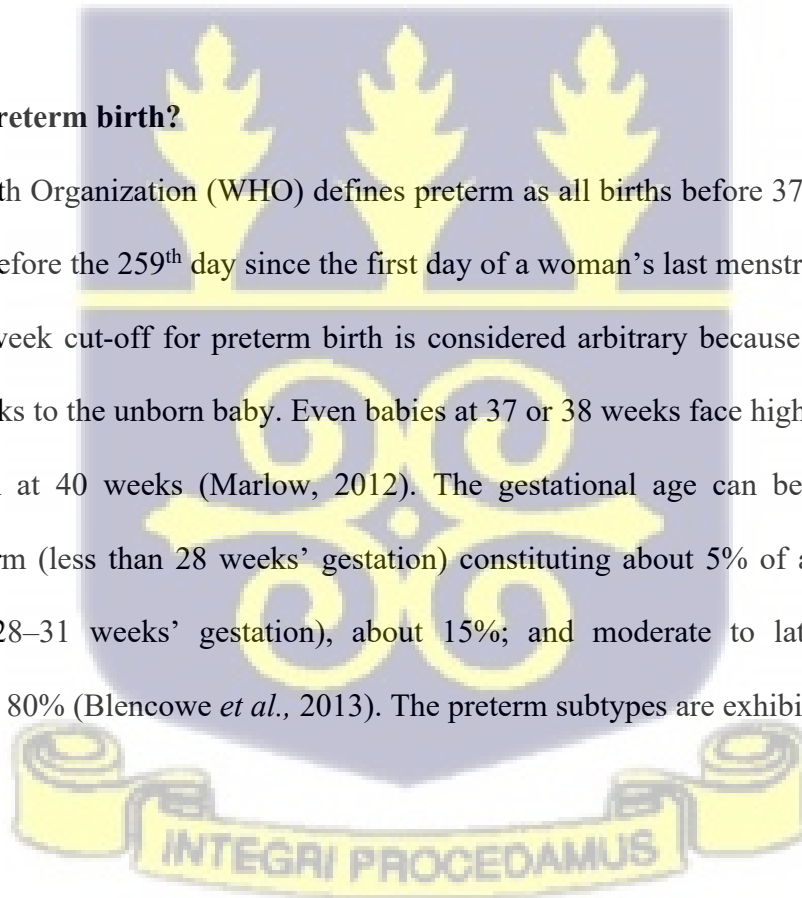 reterm birth?
th Organization (WHO) defines preterm as all births before 37
efore the 259th day since the first day of a woman’s last menstr
week cut-off for preterm birth is considered arbitrary because
ks to the unborn baby. Even babies at 37 or 38 weeks face high
at 40 weeks (Marlow, 2012). The gestational age can be
rm (less than 28 weeks’ gestation) constituting about 5% of a
28–31 weeks’ gestation), about 15%; and moderate to lat
80% (Blencowe et al., 2013). The preterm subtypes are exhibi
INTEGRI PROCEDAMUS